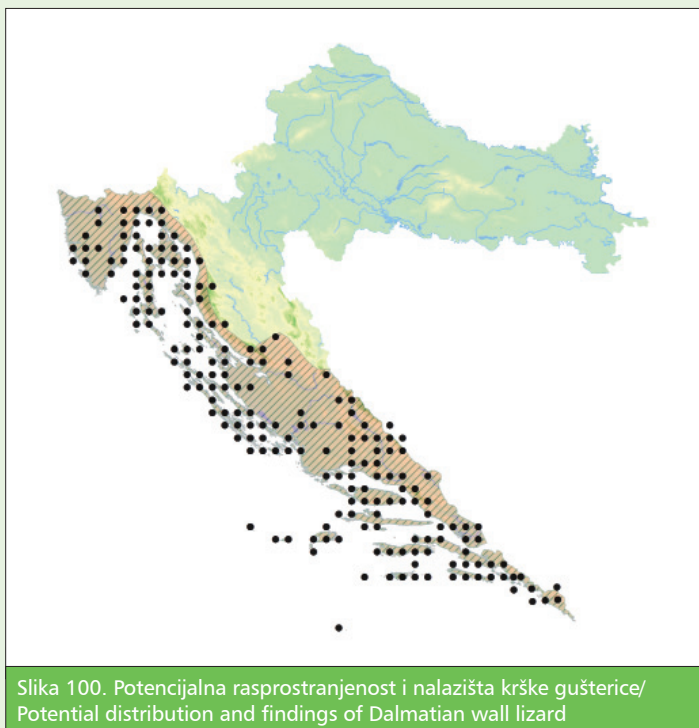 Slika 100. Potencijalna rasprostranjenost i nalazišta krške gušterice/
Potential distribution and findings of Dalmatian wall lizard